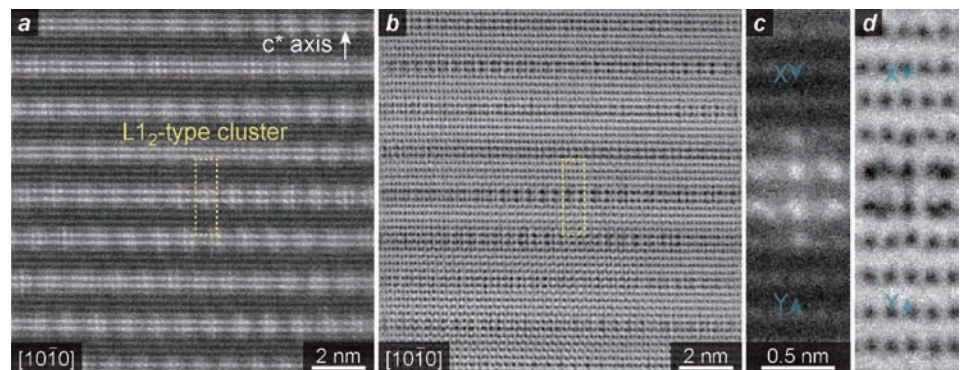 a
c* axis
L1₂-type cluster
[101̄0]
2 nm
b
[101̄0]
2 nm
c
X
Y
0.5 nm
d
X
Y